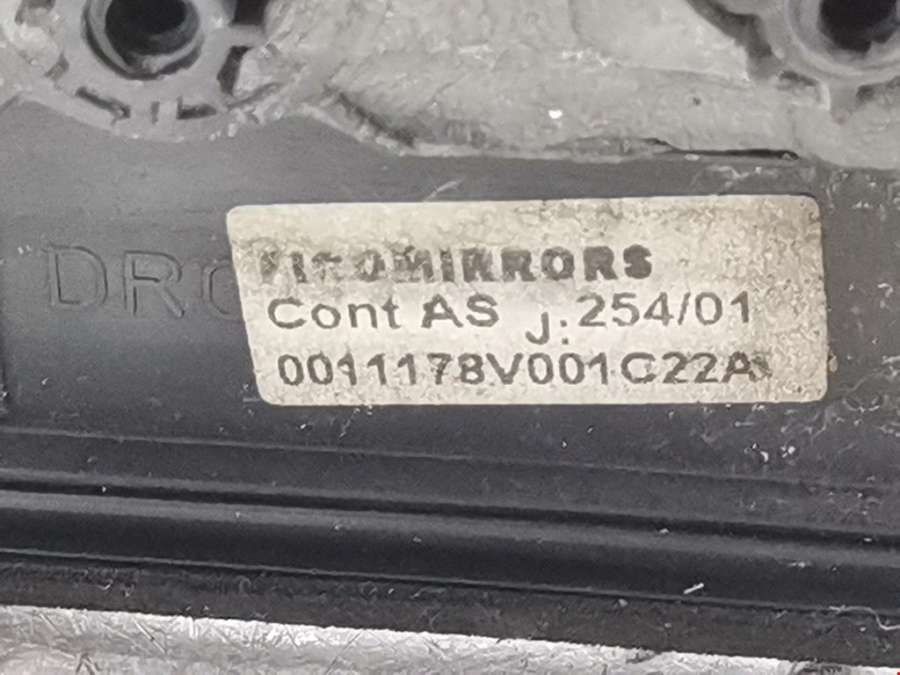 FICOMIRRORS
Cont AS J: 254/01
0011178V001C22A